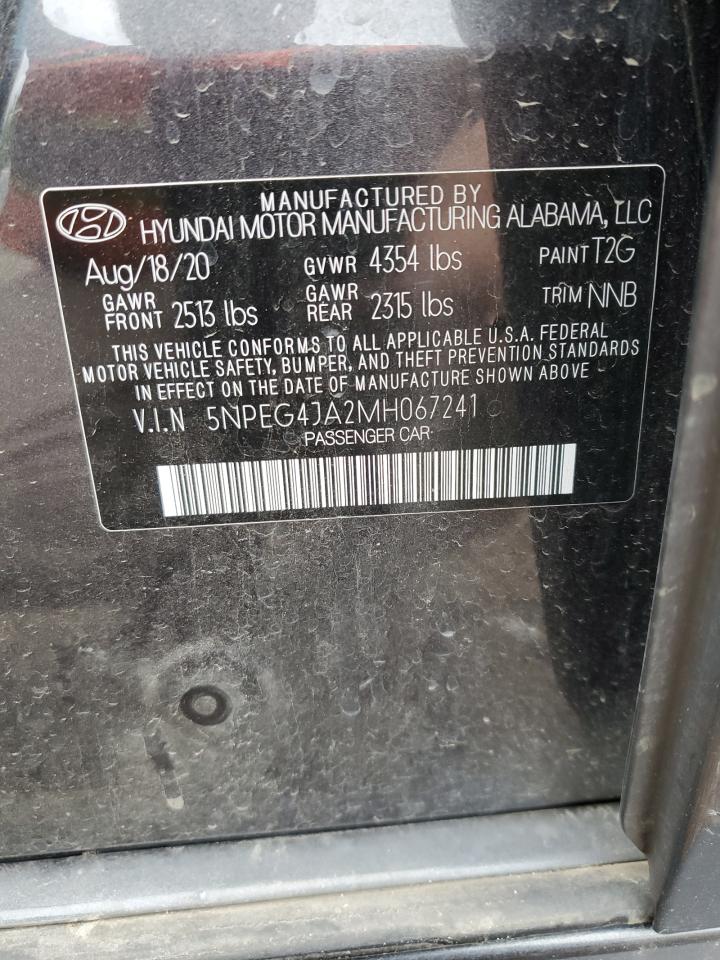 MANUFACTURED BY
HYUNDAI MOTOR MANUFACTURING ALABAMA, LLC
Aug/18/20 GVWR 4354 lbs PAINT T2G
GAWR FRONT 2513 lbs GAWR REAR 2315 lbs TRIM NNB
THIS VEHICLE CONFORMS TO ALL APPLICABLE U.S.A. FEDERAL
MOTOR VEHICLE SAFETY, BUMPER, AND THEFT PREVENTION STANDARDS
IN EFFECT ON THE DATE OF MANUFACTURE SHOWN ABOVE
V.I.N 5NPEG4JA2MH067241
PASSENGER CAR